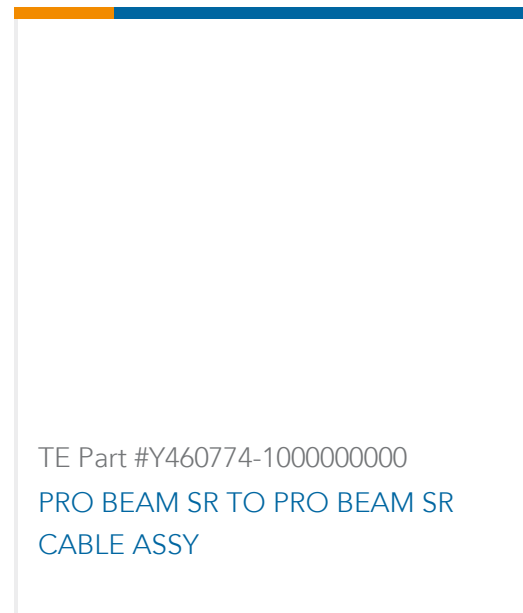 TE Part #Y460774-1000000000
PRO BEAM SR TO PRO BEAM SR
CABLE ASSY